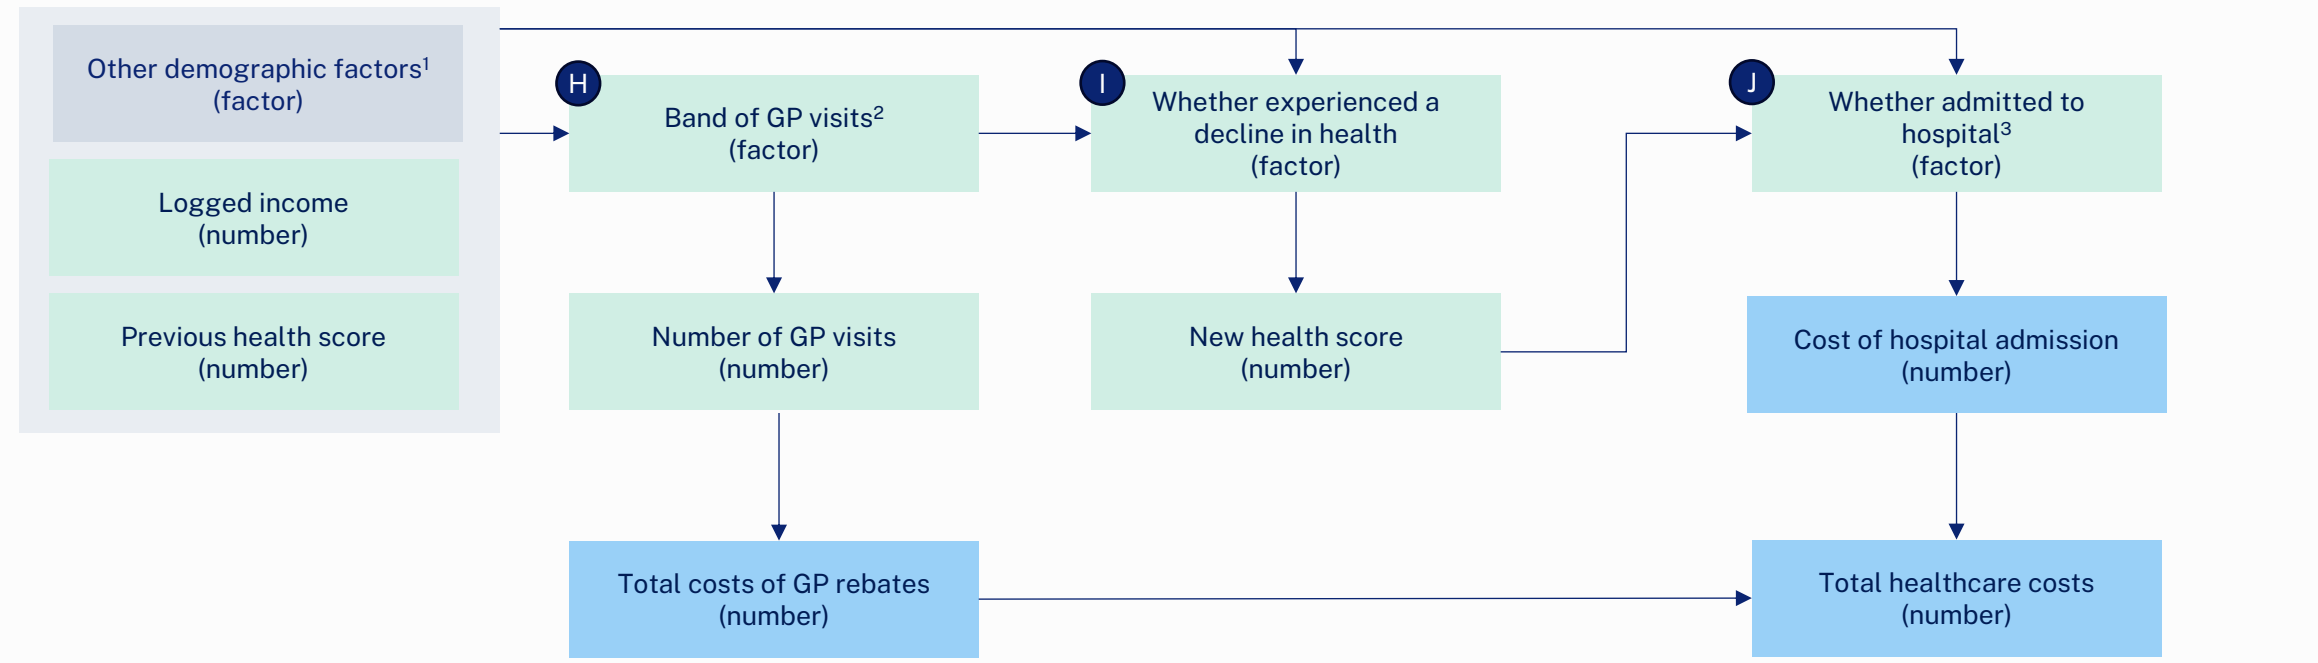 Other demographic factors¹
(factor)
Logged income
(number)
Previous health score
(number)
H
Band of GP visits²
(factor)
Number of GP visits
(number)
Total costs of GP rebates
(number)
I
Whether experienced a
decline in health
(factor)
New health score
(number)
J
Whether admitted to
hospital³
(factor)
Cost of hospital admission
(number)
Total healthcare costs
(number)